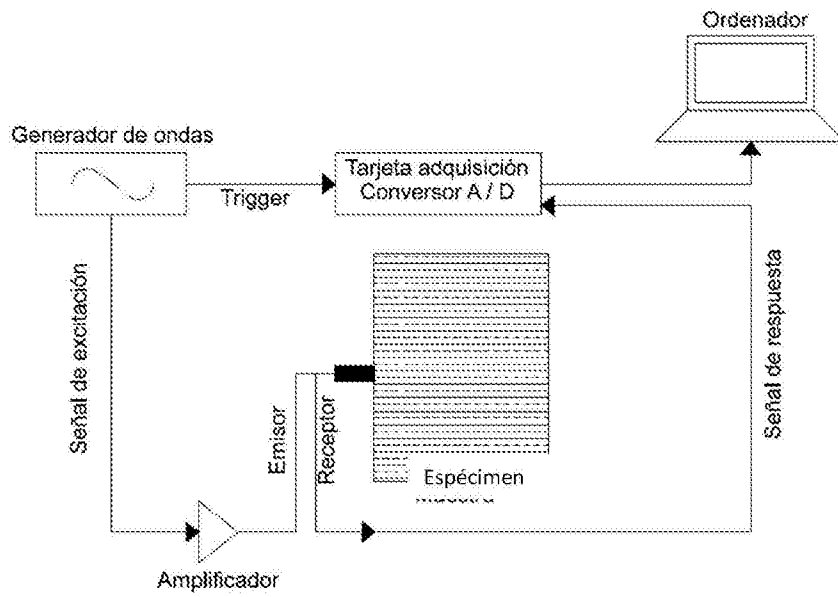 Ordenador
Generador de ondas
Tarjeta adquisición
Conversor A / D
Trigger
Señal de excitación
Señal de respuesta
Emisor
Receptor
Espécimen
Amplificador